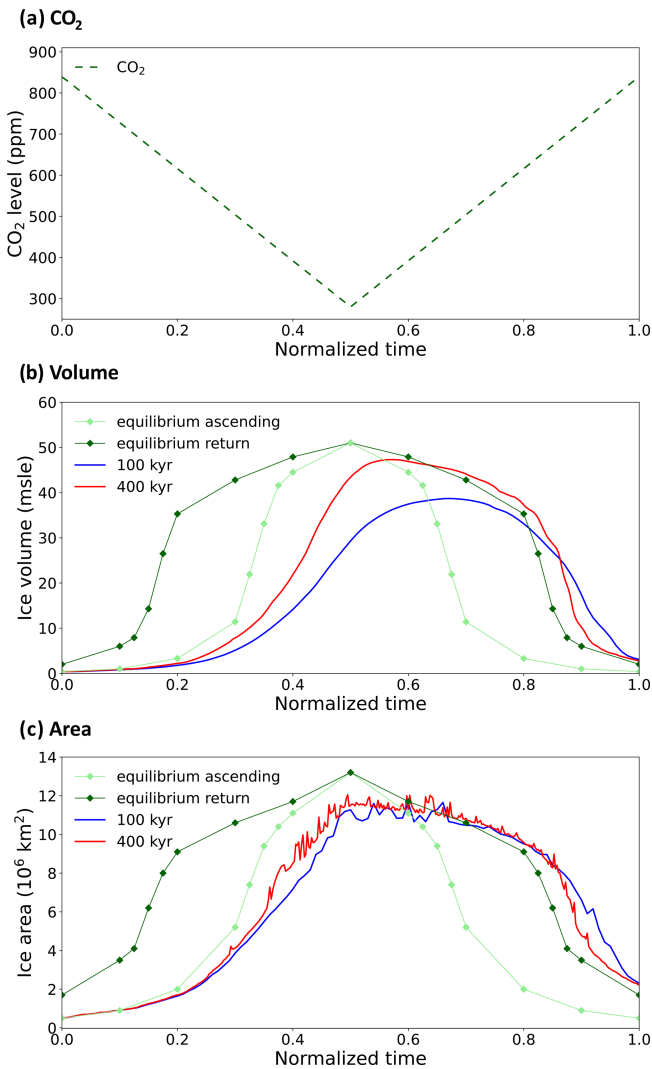 (a) CO₂
900
800
700
600
500
400
300
CO₂ level (ppm)
CO₂
0.0 0.2 0.4 0.6 0.8 1.0
Normalized time
(b) Volume
60
50
40
30
20
10
0
Ice volume (msle)
equilibrium ascending
equilibrium return
100 kyr
400 kyr
0.0 0.2 0.4 0.6 0.8 1.0
Normalized time
(c) Area
14
12
10
8
6
4
2
0
Ice area (10⁶ km²)
equilibrium ascending
equilibrium return
100 kyr
400 kyr
0.0 0.2 0.4 0.6 0.8 1.0
Normalized time